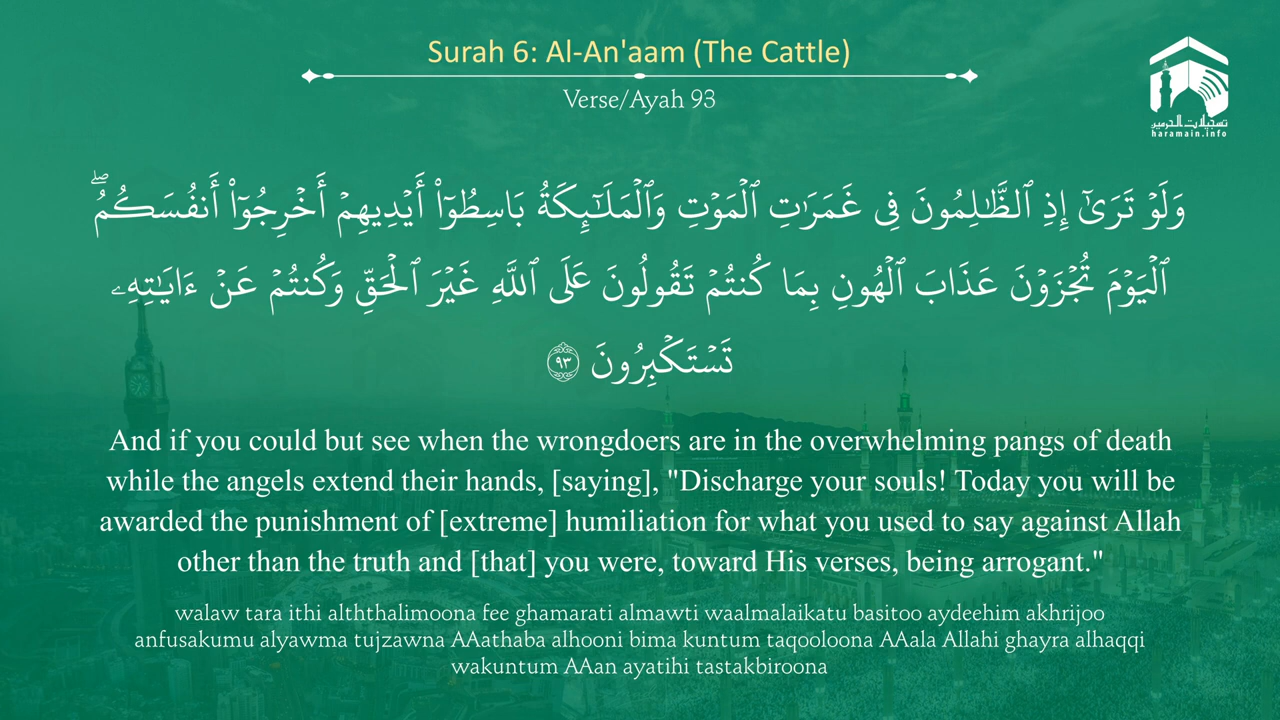 Surah 6: Al-An'aam (The Cattle)
Verse/Ayah 93
تسجيلات الحرمين
haramain.info
وَلَوْ تَرَىٰٓ إِذِ ٱلظَّٰلِمُونَ فِى غَمَرَٰتِ ٱلْمَوْتِ وَٱلْمَلَٰٓئِكَةُ بَاسِطُوٓا۟ أَيْدِيهِمْ أَخْرِجُوٓا۟ أَنفُسَكُمُ ۖ
ٱلْيَوْمَ تُجْزَوْنَ عَذَابَ ٱلْهُونِ بِمَا كُنتُمْ تَقُولُونَ عَلَى ٱللَّهِ غَيْرَ ٱلْحَقِّ وَكُنتُمْ عَنْ ءَايَٰتِهِۦ
تَسْتَكْبِرُونَ ٩٣
And if you could but see when the wrongdoers are in the overwhelming pangs of death
while the angels extend their hands, [saying], "Discharge your souls! Today you will be
awarded the punishment of [extreme] humiliation for what you used to say against Allah
other than the truth and [that] you were, toward His verses, being arrogant."
walaw tara ithi alththalimoona fee ghamarati almawti waalmalaikatu basitoo aydeehim akhrijoo
anfusakumu alyawma tujzawna AAathaba alhooni bima kuntum taqooloona AAala Allahi ghayra alhaqqi
wakuntum AAan ayatihi tastakbiroona